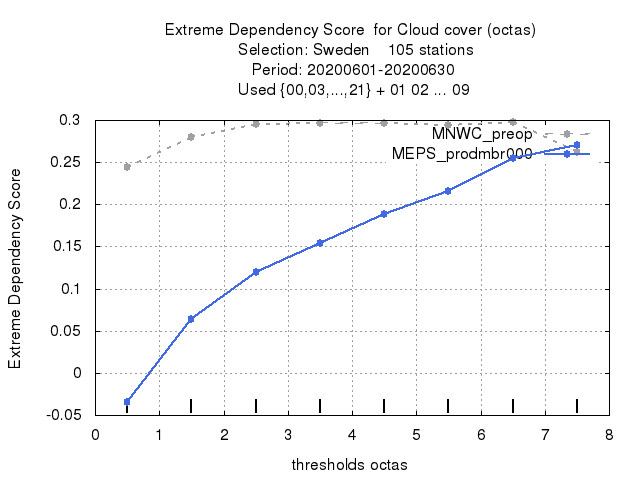 Extreme Dependency Score  for Cloud cover (octas)
Selection: Sweden    105 stations
Period: 20200601-20200630
Used {00,03,...,21} + 01 02 ... 09
MNWC_preop
MEPS_prodmbr000
0.3
0.25
0.2
0.15
0.1
0.05
0
-0.05
Extreme Dependency Score
0 1 2 3 4 5 6 7 8
thresholds octas